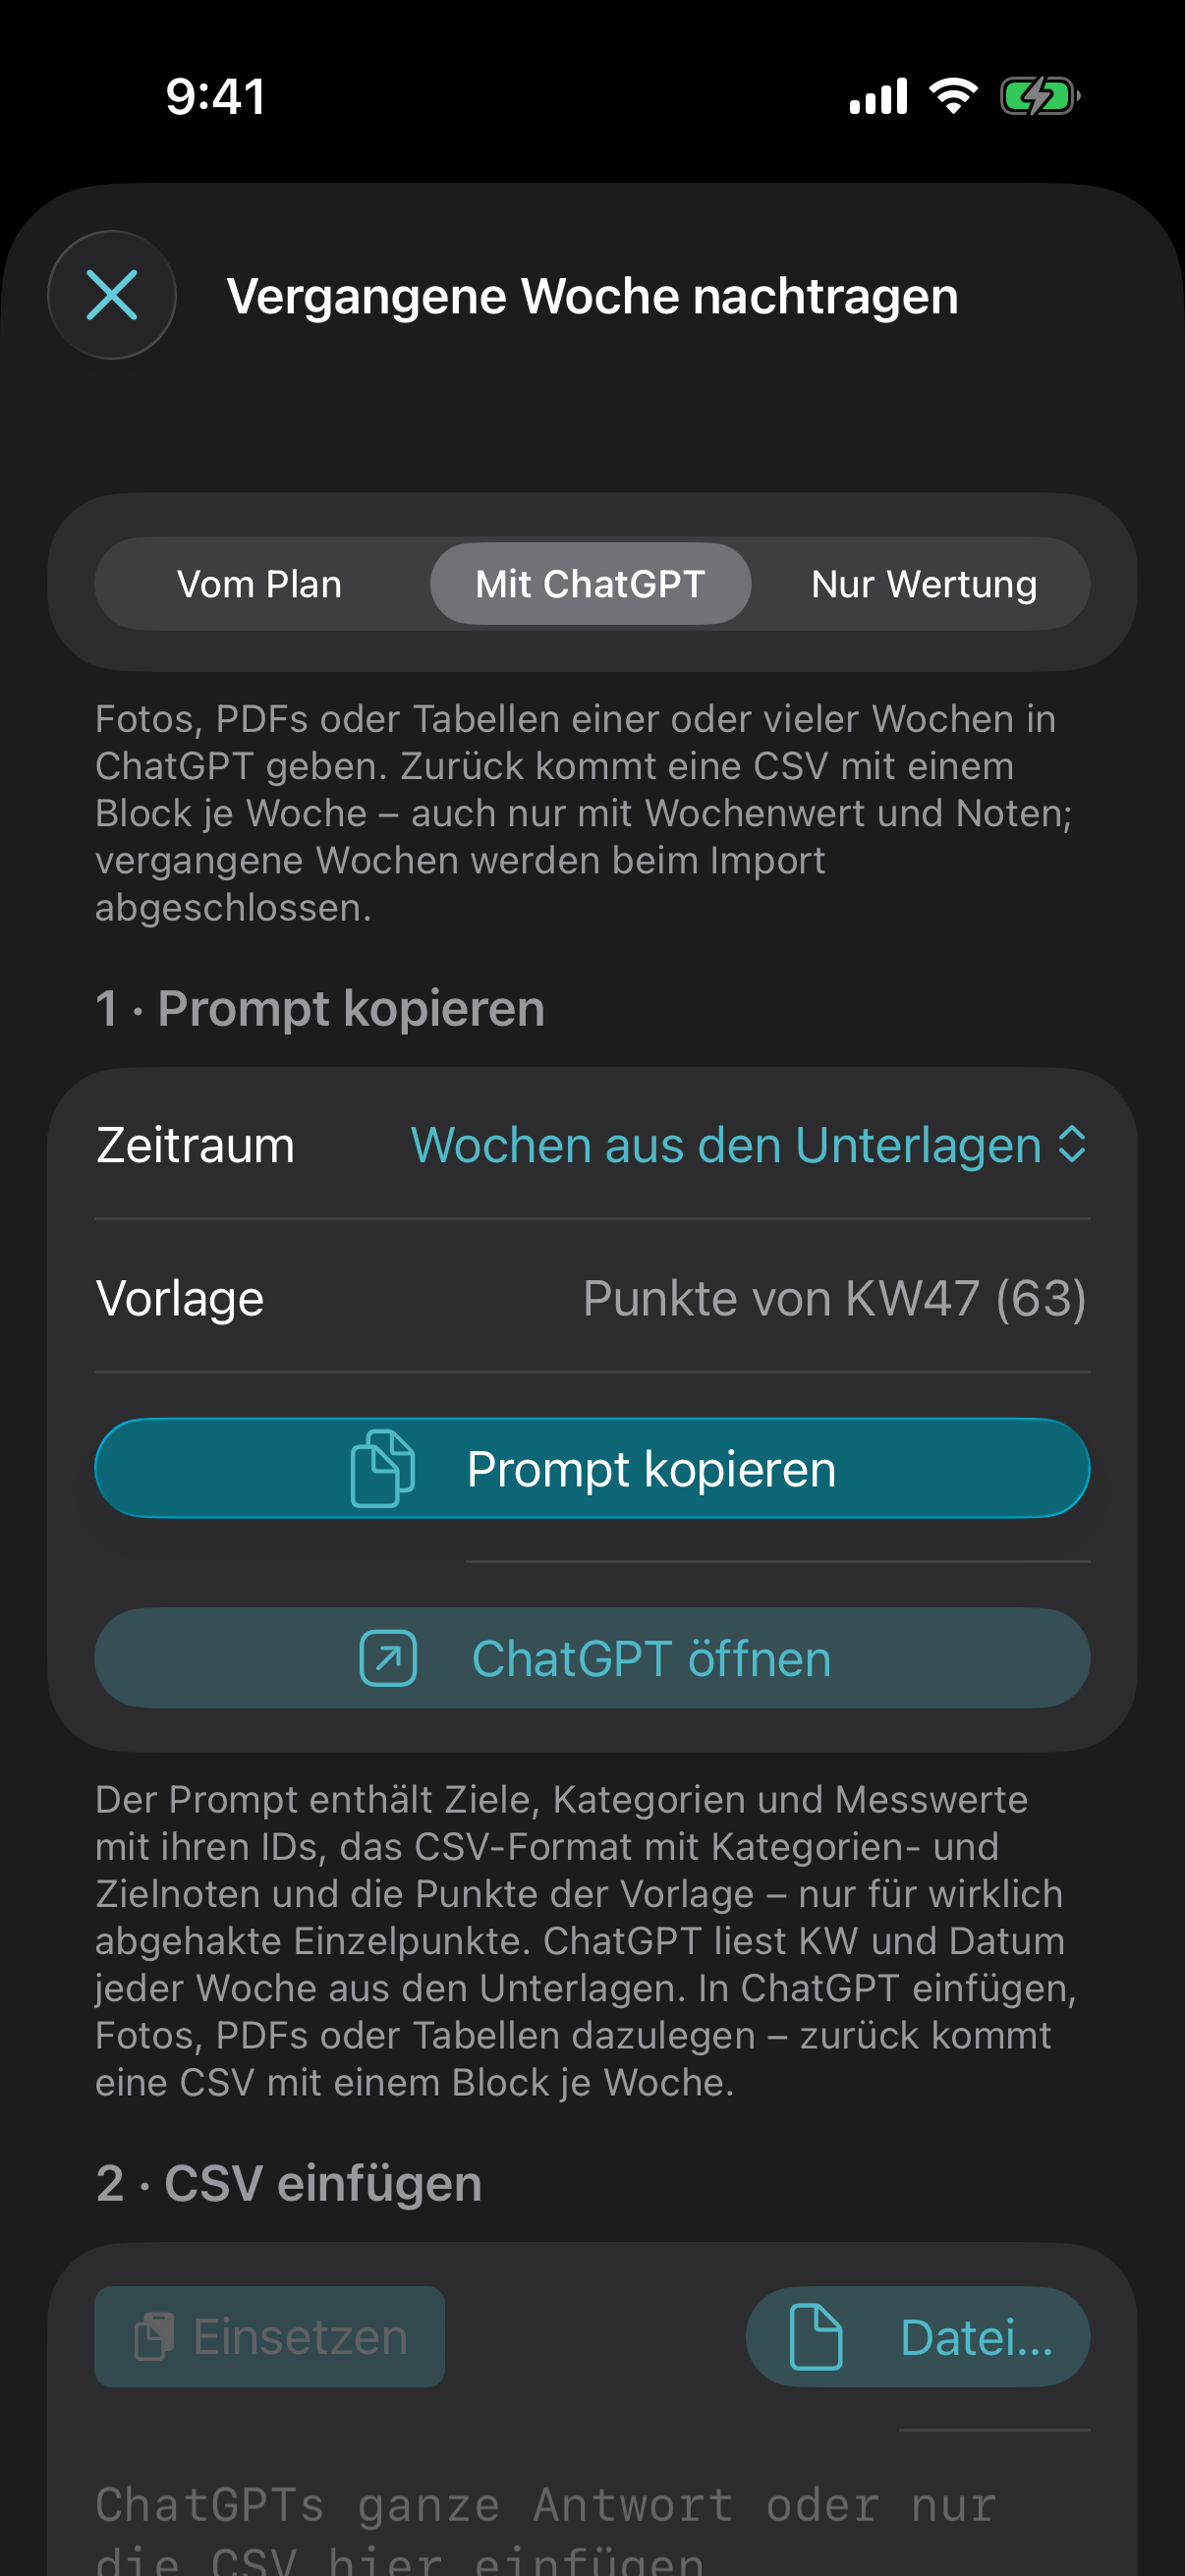 9:41
Vergangene Woche nachtragen
Vom Plan
Mit ChatGPT
Nur Wertung
Fotos, PDFs oder Tabellen einer oder vieler Wochen in
ChatGPT geben. Zurück kommt eine CSV mit einem
Block je Woche – auch nur mit Wochenwert und Noten;
vergangene Wochen werden beim Import
abgeschlossen.
1 · Prompt kopieren
Zeitraum Wochen aus den Unterlagen
Vorlage Punkte von KW47 (63)
Prompt kopieren
ChatGPT öffnen
Der Prompt enthält Ziele, Kategorien und Messwerte
mit ihren IDs, das CSV-Format mit Kategorien- und
Zielnoten und die Punkte der Vorlage – nur für wirklich
abgehakte Einzelpunkte. ChatGPT liest KW und Datum
jeder Woche aus den Unterlagen. In ChatGPT einfügen,
Fotos, PDFs oder Tabellen dazulegen – zurück kommt
eine CSV mit einem Block je Woche.
2 · CSV einfügen
Einsetzen
Datei...
ChatGPTs ganze Antwort oder nur
die CSV hier einfügen